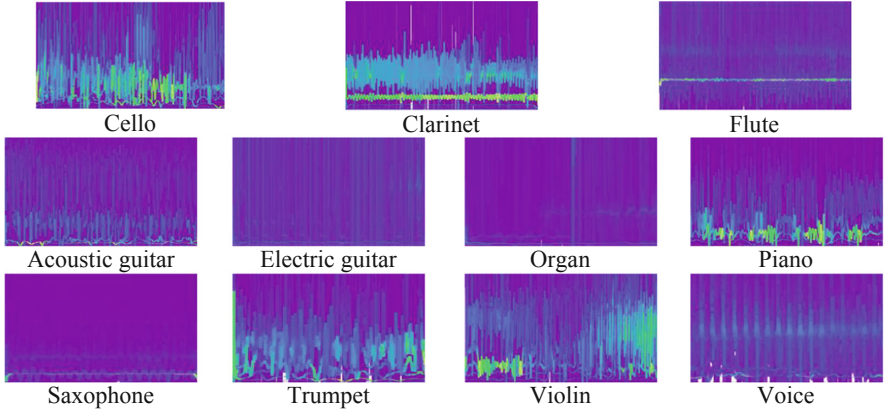 Cello
Clarinet
Flute
Acoustic guitar
Electric guitar
Organ
Piano
Saxophone
Trumpet
Violin
Voice